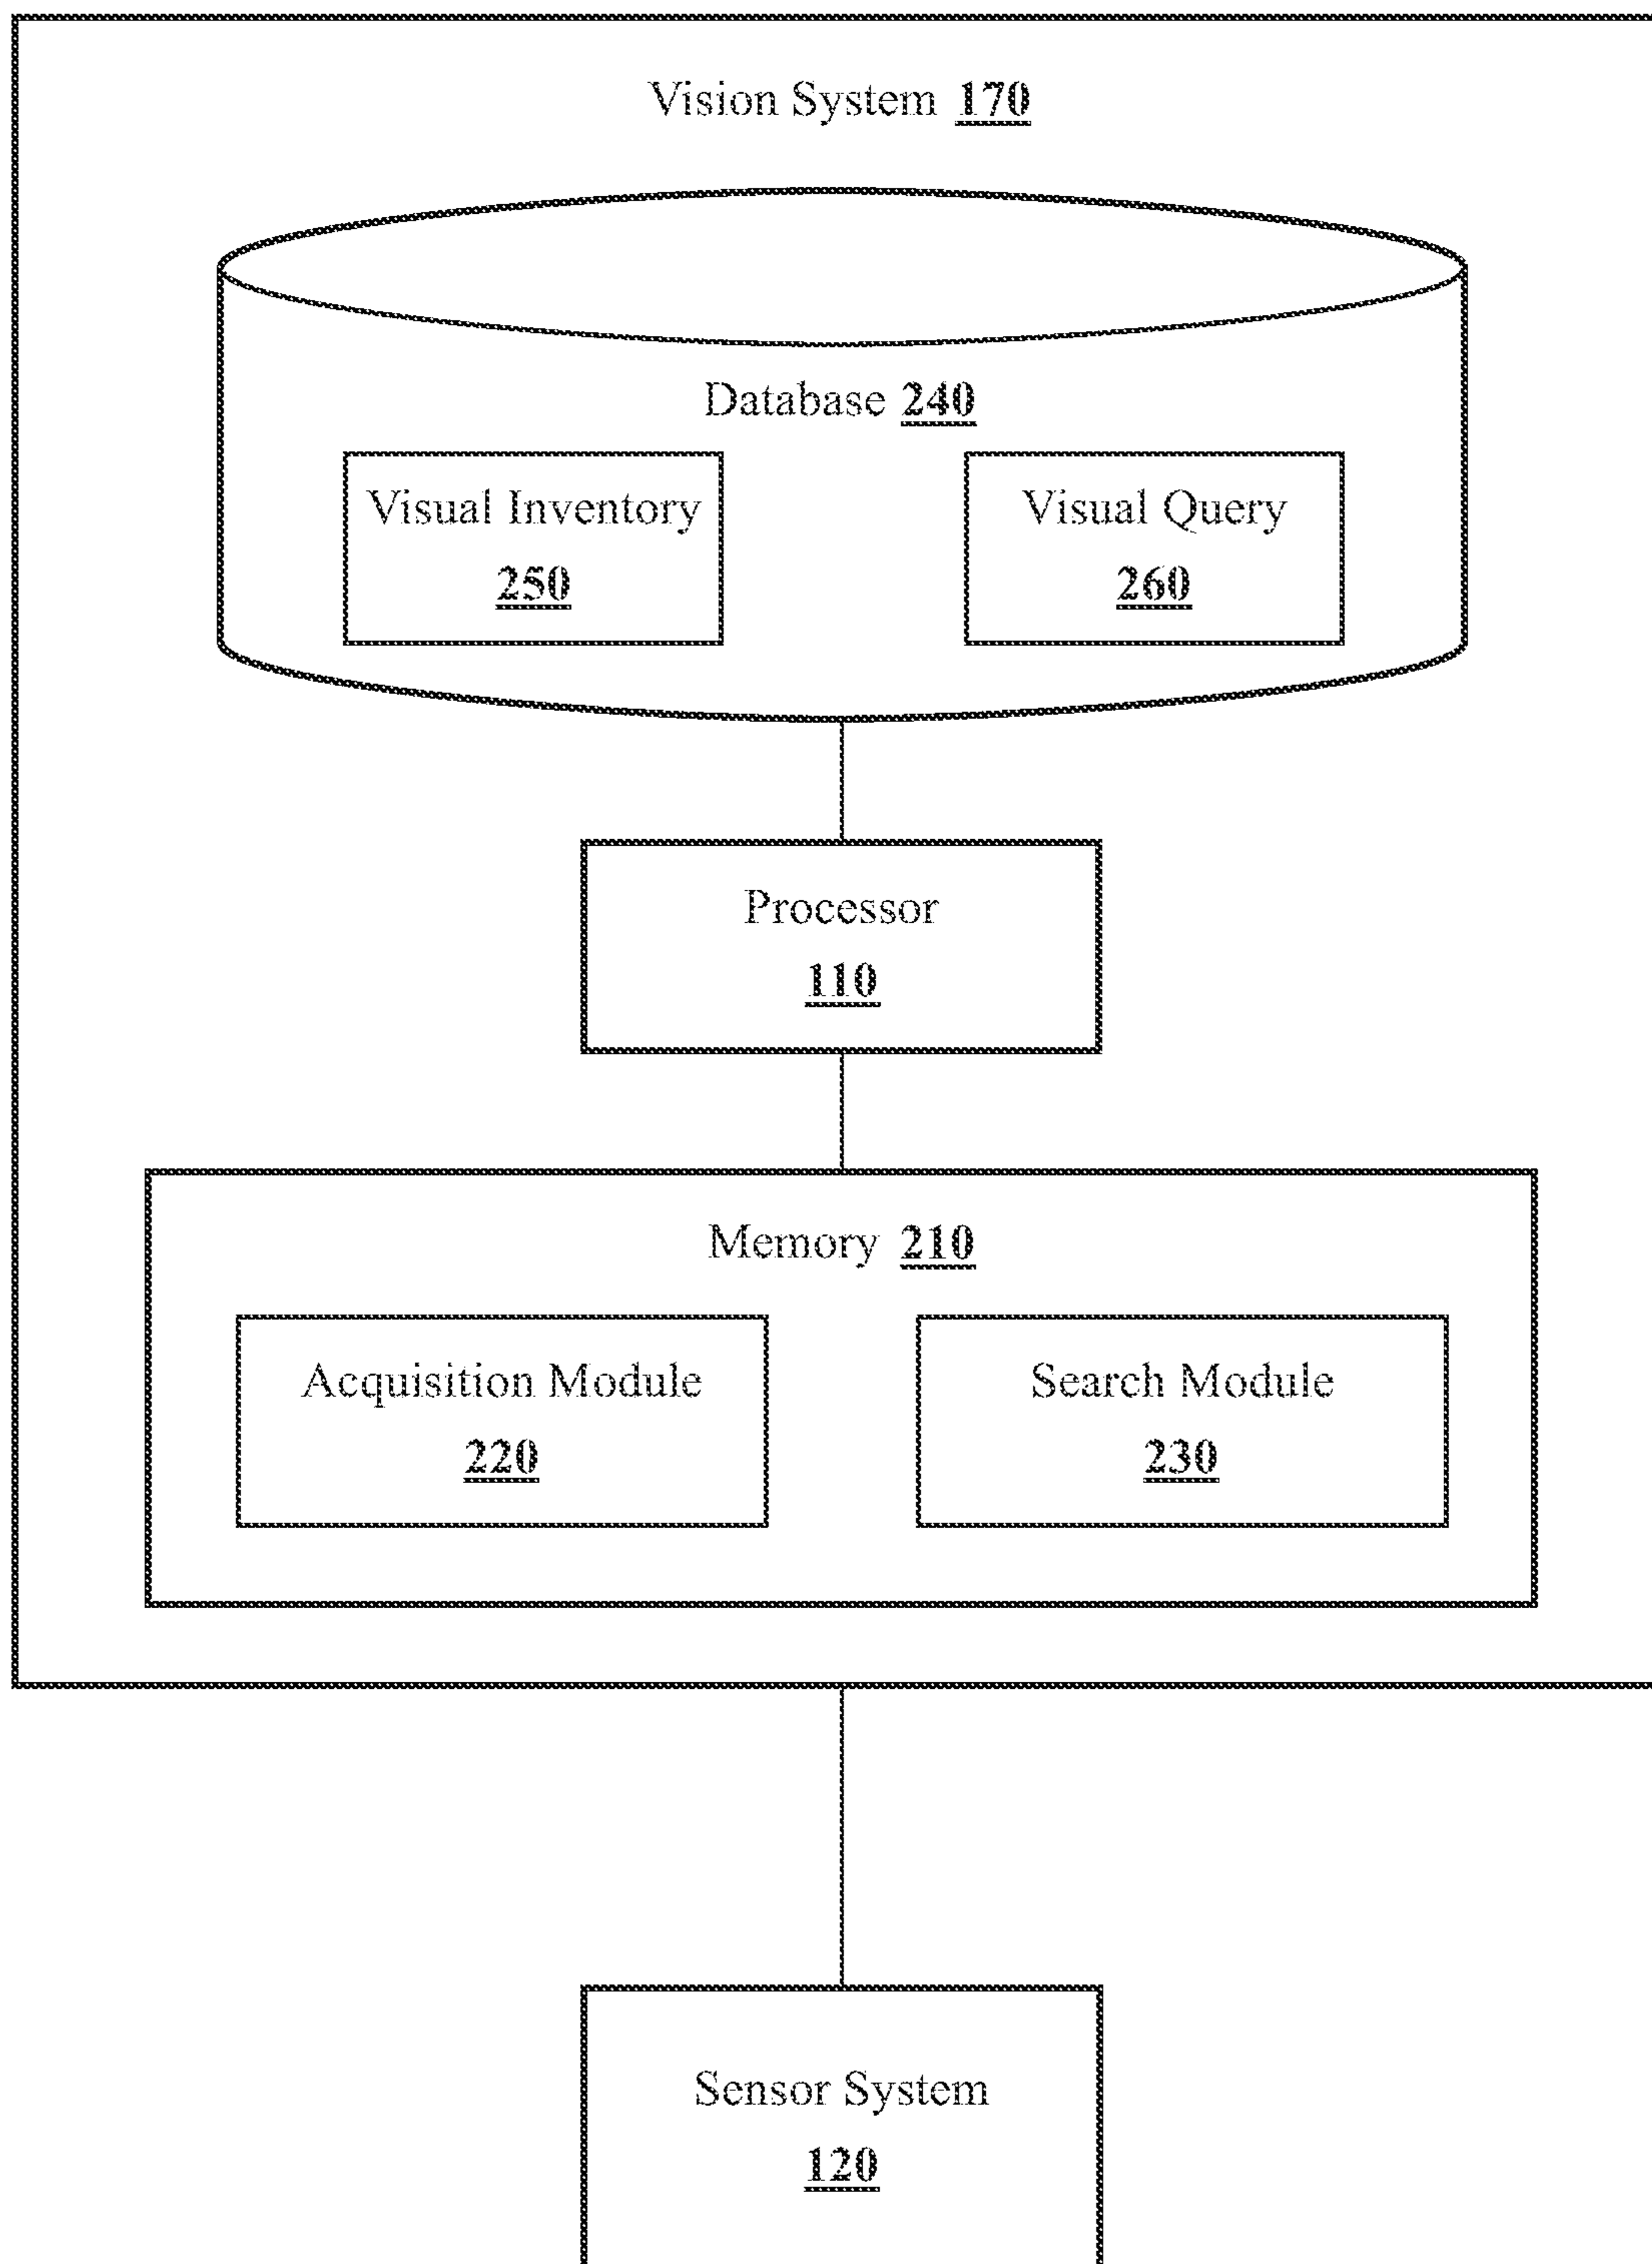 Vision System 170
Database 240
Visual Inventory
250
Visual Query
260
Processor
110
Memory 210
Acquisition Module
220
Search Module
230
Sensor System
120